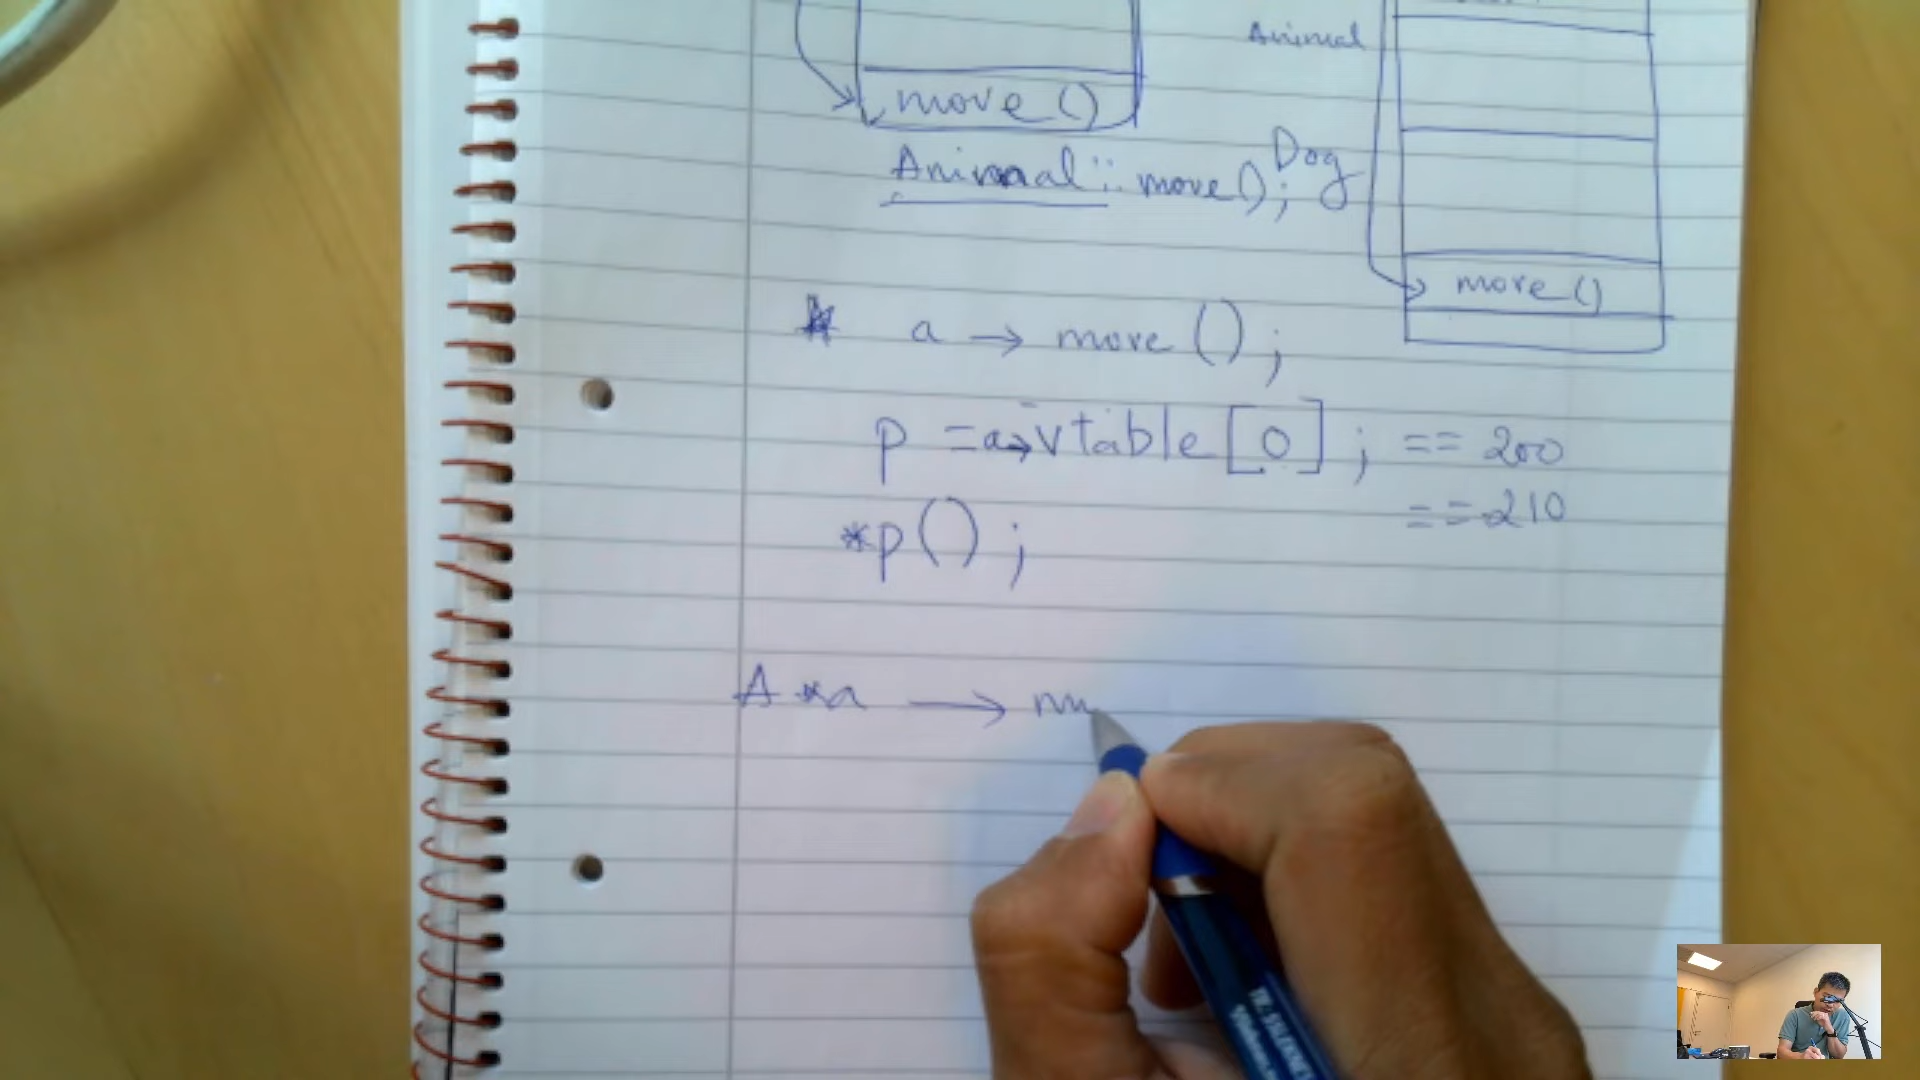 move ()
Animal
Animal :: move();
Dog
move ()
* a → move () ;
p = a→vtable [0] ; == 200
== 210
*p () ;
A *a →